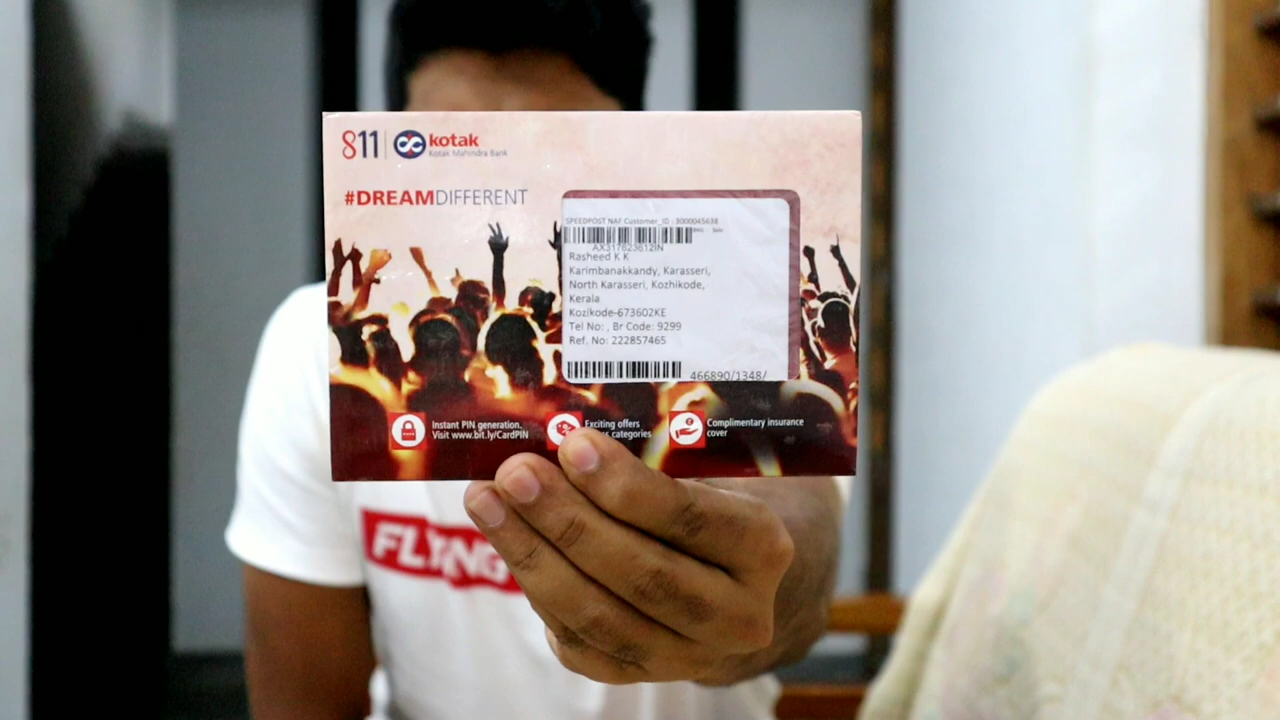 811 kotak
Kotak Mahindra Bank
#DREAMDIFFERENT
SPEEDPOST NAF Customer_ID : 3000045638
AX317623612IN
Rasheed K K
Karimbanakkandy, Karasseri,
North Karasseri, Kozhikode,
Kerala
Kozikode-673602KE
Tel No: , Br Code: 9299
Ref. No: 222857465
466890/1348/
Instant PIN generation.
Visit www.bit.ly/CardPIN
Exciting offers
categories
Complimentary insurance
cover
FLYING